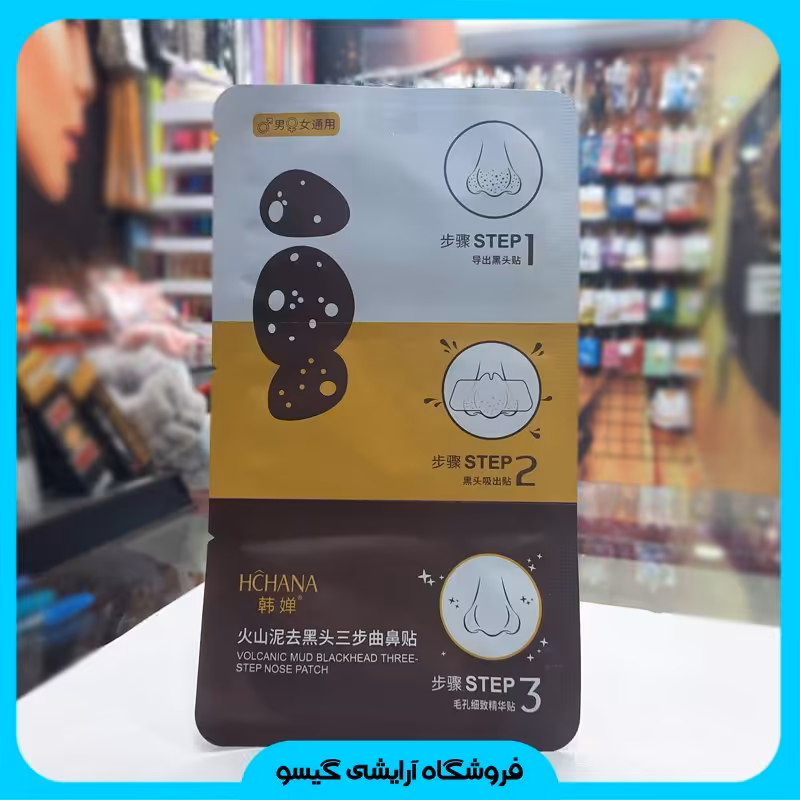 男女通用
步骤 STEP 1
导出黑头贴
步骤 STEP 2
黑头吸出贴
HĈHANA
韩婵®
火山泥去黑头三步曲鼻贴
VOLCANIC MUD BLACKHEAD THREE-
STEP NOSE PATCH
步骤 STEP 3
毛孔细致精华贴
فروشگاه آرایشی گیسو